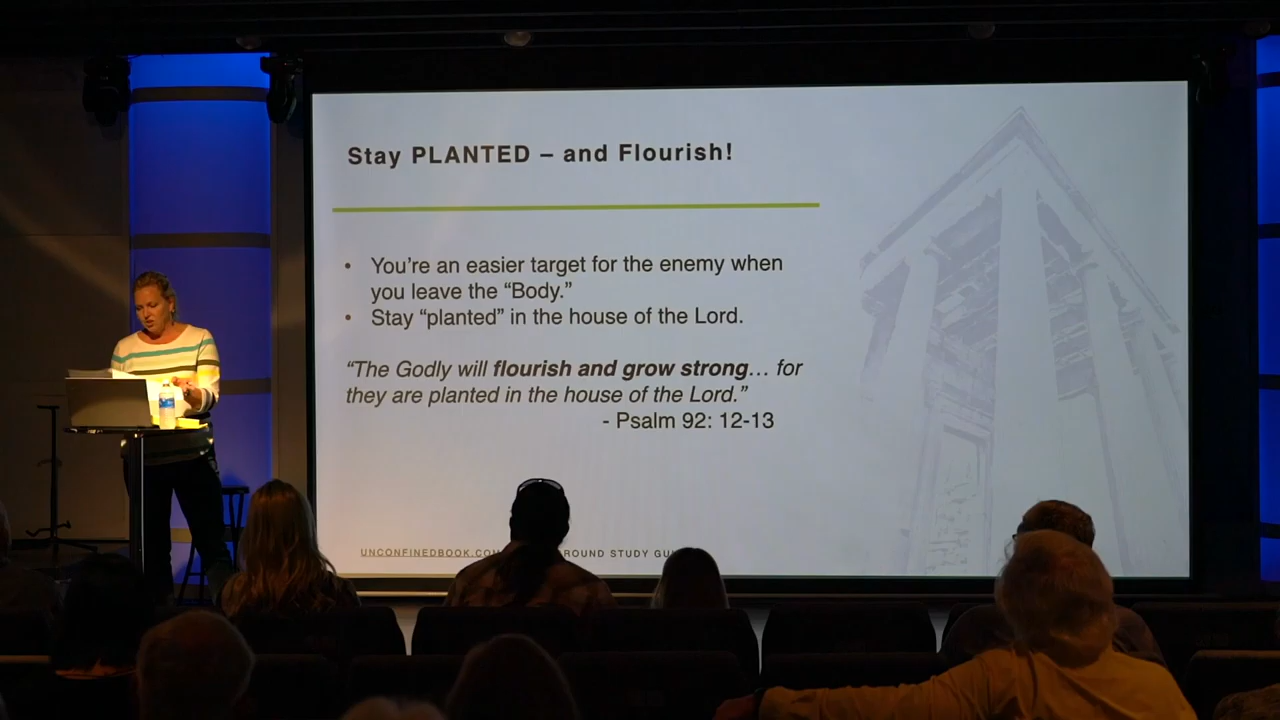 Stay PLANTED – and Flourish!
• You’re an easier target for the enemy when
you leave the “Body.”
• Stay “planted” in the house of the Lord.
“The Godly will flourish and grow strong… for
they are planted in the house of the Lord.”
- Psalm 92: 12-13
UNCONFINEDBOOK.COM ROUND STUDY